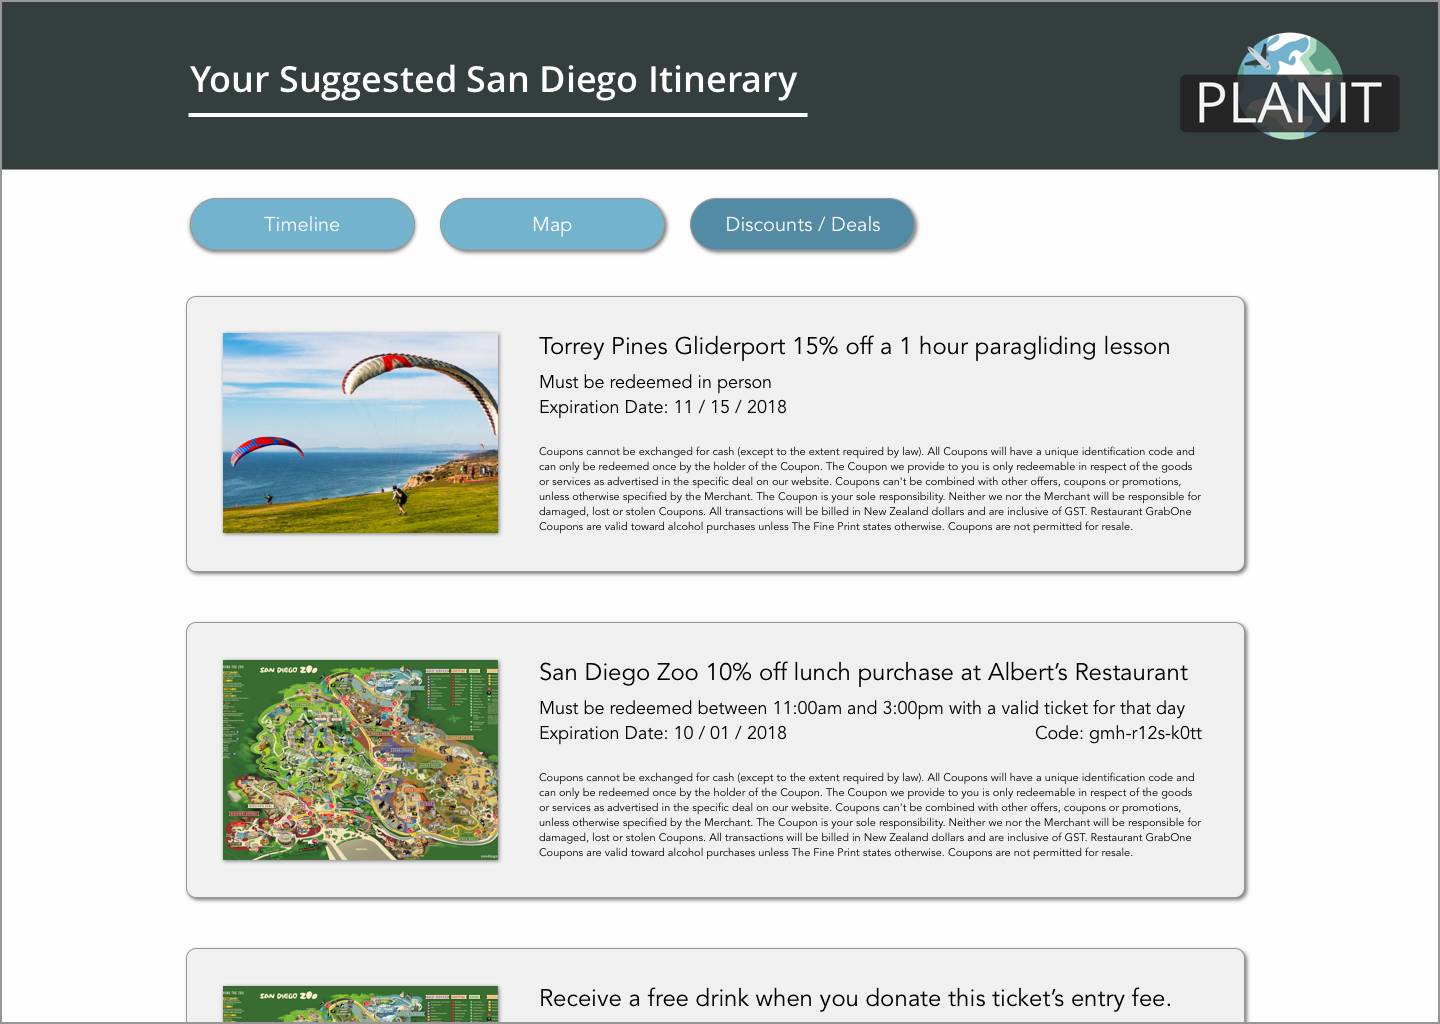 Your Suggested San Diego Itinerary
PLANIT
Timeline
Map
Discounts / Deals
Torrey Pines Gliderport 15% off a 1 hour paragliding lesson
Must be redeemed in person
Expiration Date: 11 / 15 / 2018
Coupons cannot be exchanged for cash (except to the extent required by law). All Coupons will have a unique identification code and
can only be redeemed once by the holder of the Coupon. The Coupon we provide to you is only redeemable in respect of the goods
or services as advertised in the specific deal on our website. Coupons can't be combined with other offers, coupons or promotions,
unless otherwise specified by the Merchant. The Coupon is your sole responsibility. Neither we nor the Merchant will be responsible for
damaged, lost or stolen Coupons. All transactions will be billed in New Zealand dollars and are inclusive of GST. Restaurant GrabOne
Coupons are valid toward alcohol purchases unless The Fine Print states otherwise. Coupons are not permitted for resale.
SAN DIEGO ZOO
San Diego Zoo 10% off lunch purchase at Albert’s Restaurant
Must be redeemed between 11:00am and 3:00pm with a valid ticket for that day
Expiration Date: 10 / 01 / 2018
Code: gmh-r12s-k0tt
Coupons cannot be exchanged for cash (except to the extent required by law). All Coupons will have a unique identification code and
can only be redeemed once by the holder of the Coupon. The Coupon we provide to you is only redeemable in respect of the goods
or services as advertised in the specific deal on our website. Coupons can't be combined with other offers, coupons or promotions,
unless otherwise specified by the Merchant. The Coupon is your sole responsibility. Neither we nor the Merchant will be responsible for
damaged, lost or stolen Coupons. All transactions will be billed in New Zealand dollars and are inclusive of GST. Restaurant GrabOne
Coupons are valid toward alcohol purchases unless The Fine Print states otherwise. Coupons are not permitted for resale.
SAN DIEGO ZOO
Receive a free drink when you donate this ticket’s entry fee.